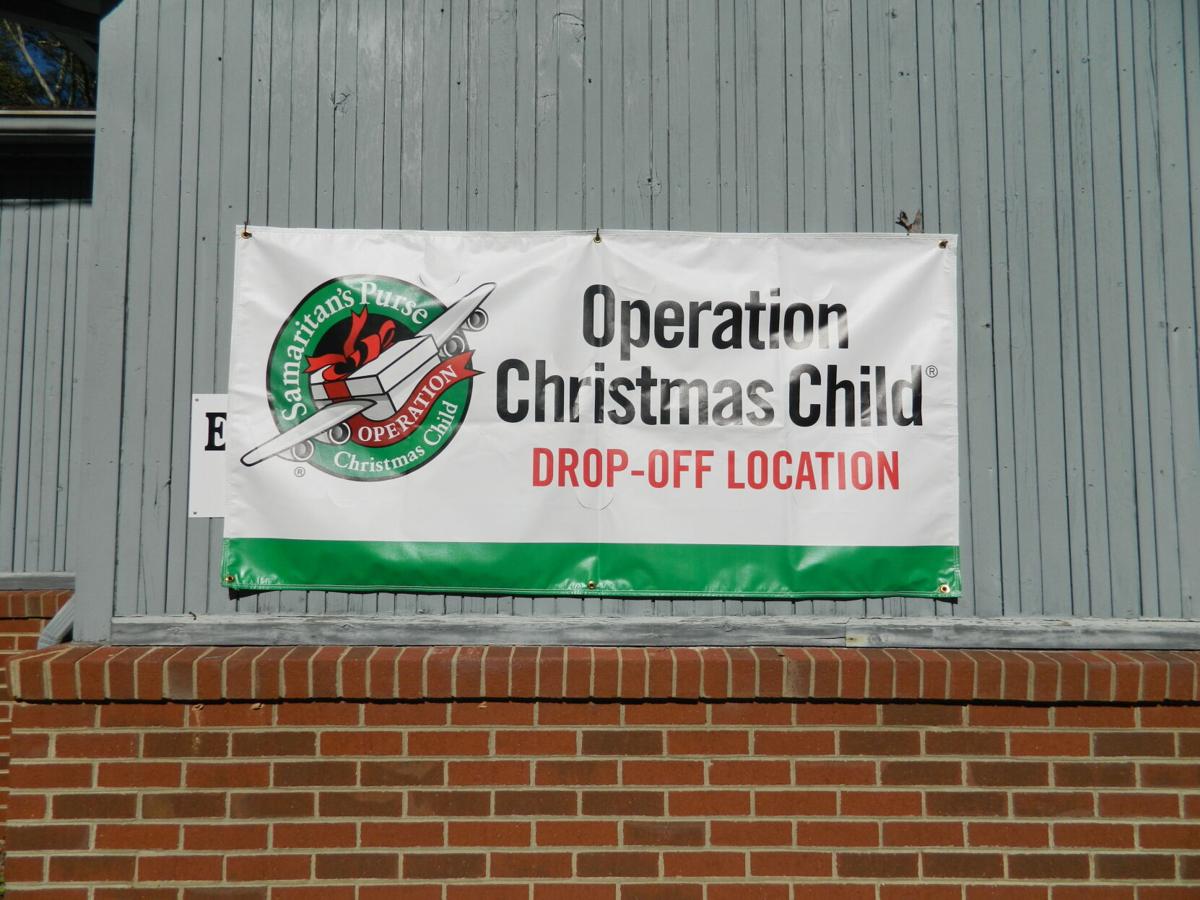 Samaritan's Purse
OPERATION
Christmas Child
®
Operation
Christmas Child®
DROP-OFF LOCATION
E